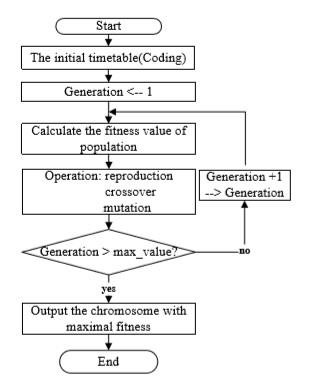 Start
The initial timetable(Coding)
Generation <-- 1
Calculate the fitness value of
population
Operation: reproduction
crossover
mutation
Generation +1
--> Generation
Generation > max_value?
no
yes
Output the chromosome with
maximal fitness
End